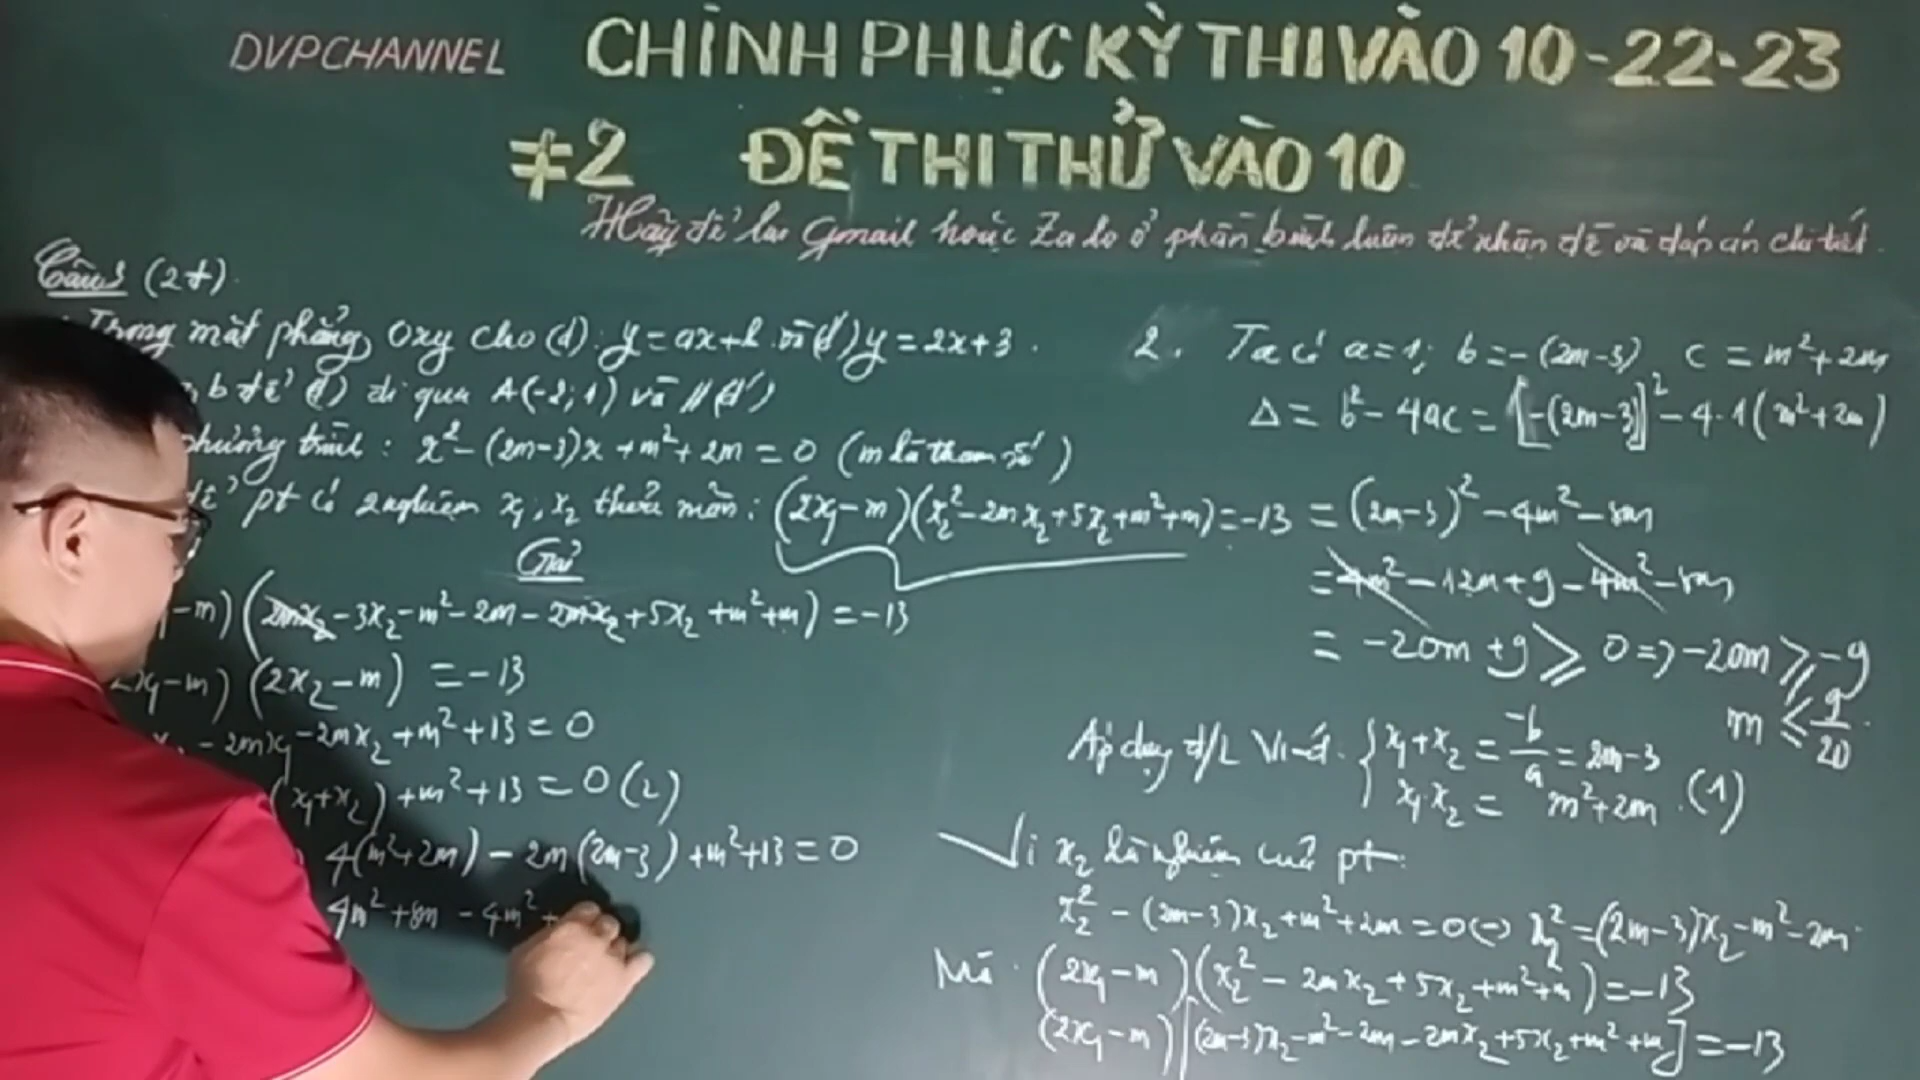 DVPCHANNEL CHINH PHỤC KỲ THI VÀO 10-22-23
#2 ĐỀ THI THỬ VÀO 10
Hãy để lại Gmail hoặc Zalo ở phần bình luận để nhận đề và đáp án chi tiết.
Câu 3 (2đ).
Trong mặt phẳng Oxy cho (d): y = ax+b và (d') y = 2x+3.
b để (d) đi qua A(-2;1) và // (d')
phương trình: x² - (2m-3)x + m² + 2m = 0 (m là tham số)
để pt có 2 nghiệm x₁, x₂ thỏa mãn: (2x₁-m)(x₂²-2mx₂+5x₂+m²+m) = -13
Giải
-m)(2mx₂-3x₂-m²-2m-2mx₂+5x₂+m²+m) = -13
2x₁-m)(2x₂-m) = -13
x₂ - 2mx₁ - 2mx₂ + m² + 13 = 0
(x₁+x₂) + m² + 13 = 0 (2)
4(m²+2m) - 2m(2m-3) + m² + 13 = 0
4m² + 8m - 4m² +
2. Ta có a=1; b=-(2m-3) c = m²+2m
Δ = b² - 4ac = [-(2m-3)]² - 4.1(m²+2m)
= (2m-3)² - 4m² - 8m
= 4m² - 12m + 9 - 4m² - 8m
= -20m + 9 ⩾ 0 => -20m ⩾ -9
m ⩽ 9/20.
Áp dụng đ/L Vi-ét. { x₁+x₂ = -b/a = 2m-3
x₁.x₂ = m²+2m. (1)
Vì x₂ là nghiệm của pt:
x₂² - (2m-3)x₂ + m² + 2m = 0 ⇔ x₂² = (2m-3)x₂ - m² - 2m
Mà (2x₁-m)(x₂² - 2mx₂ + 5x₂ + m² + m) = -13
(2x₁-m)[(2m-3)x₂ - m² - 2m - 2mx₂ + 5x₂ + m² + m] = -13